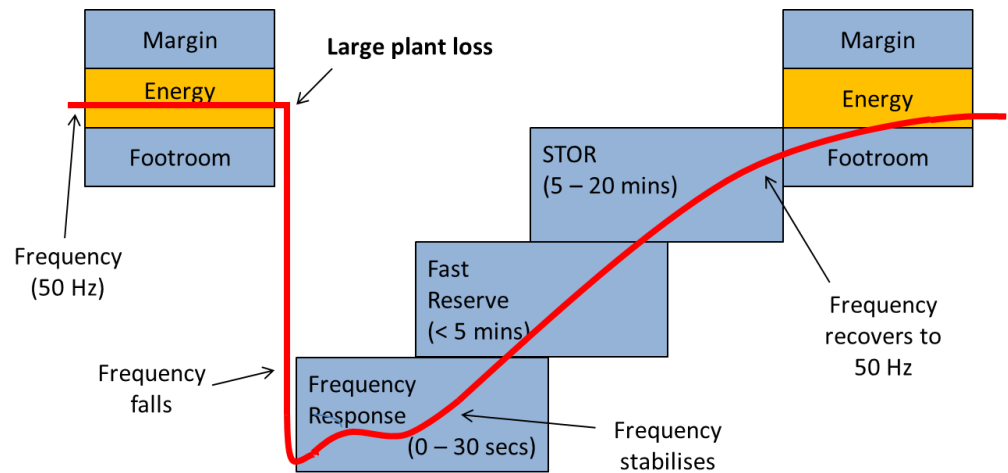 Margin
Energy
Footroom
Large plant loss
Margin
Energy
Footroom
STOR
(5 – 20 mins)
Frequency
(50 Hz)
Fast
Reserve
(< 5 mins)
Frequency
recovers to
50 Hz
Frequency
falls
Frequency
Response
(0 – 30 secs)
Frequency
stabilises